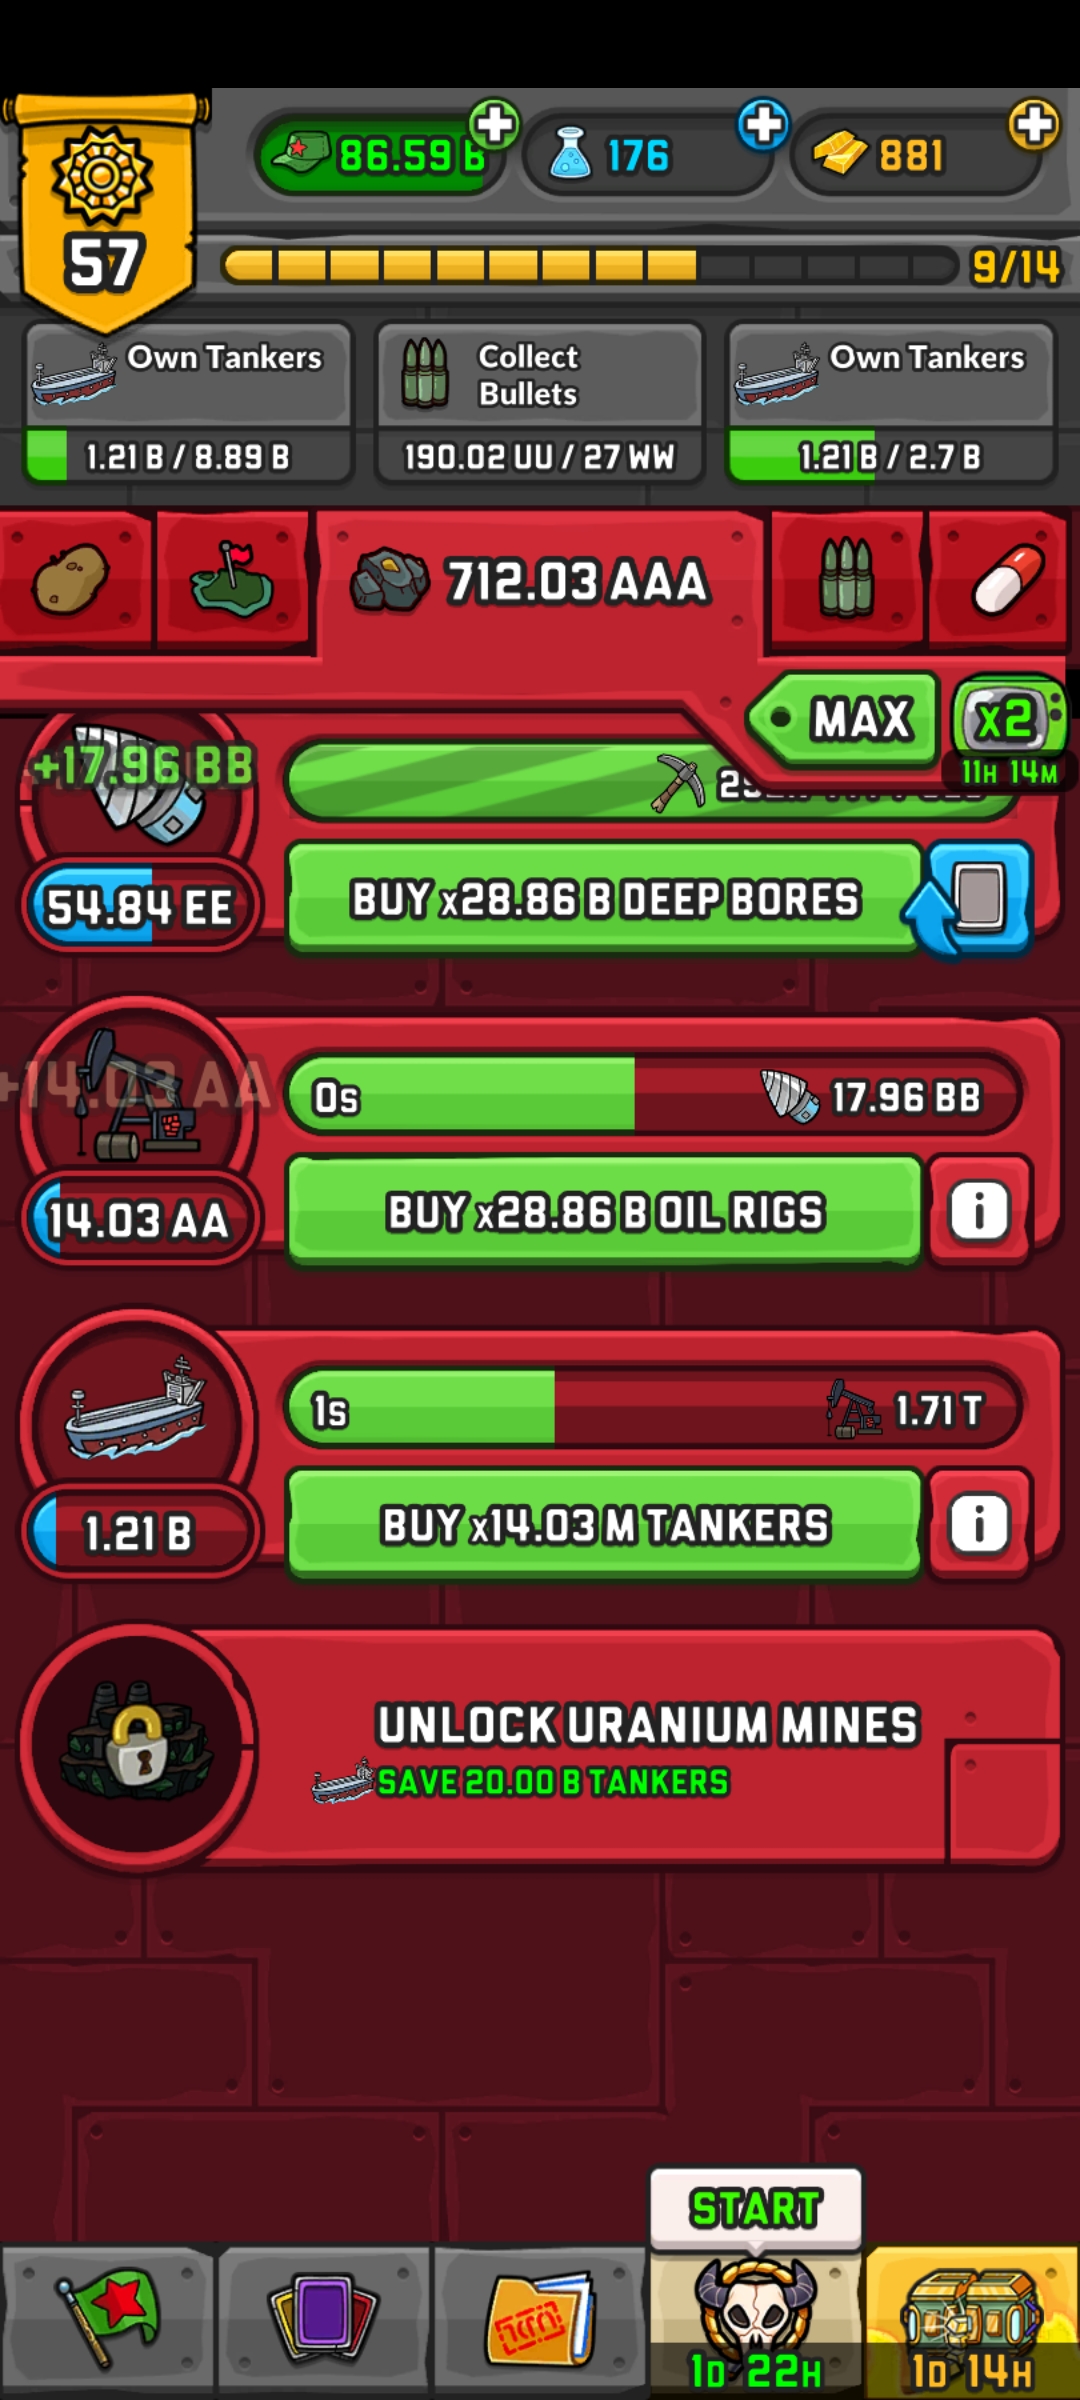 86.59 B
176
881
57
9/14
Own Tankers
1.21 B / 8.89 B
Collect
Bullets
190.02 UU / 27 WW
Own Tankers
1.21 B / 2.7 B
712.03 AAA
MAX
x2
11H 14M
+17.96 BB
54.84 EE
BUY x28.86 B DEEP BORES
+14.03 AA
0s
17.96 BB
14.03 AA
BUY x28.86 B OIL RIGS
i
1s
1.71 T
1.21 B
BUY x14.03 M TANKERS
i
UNLOCK URANIUM MINES
SAVE 20.00 B TANKERS
START
1D 22H
1D 14H